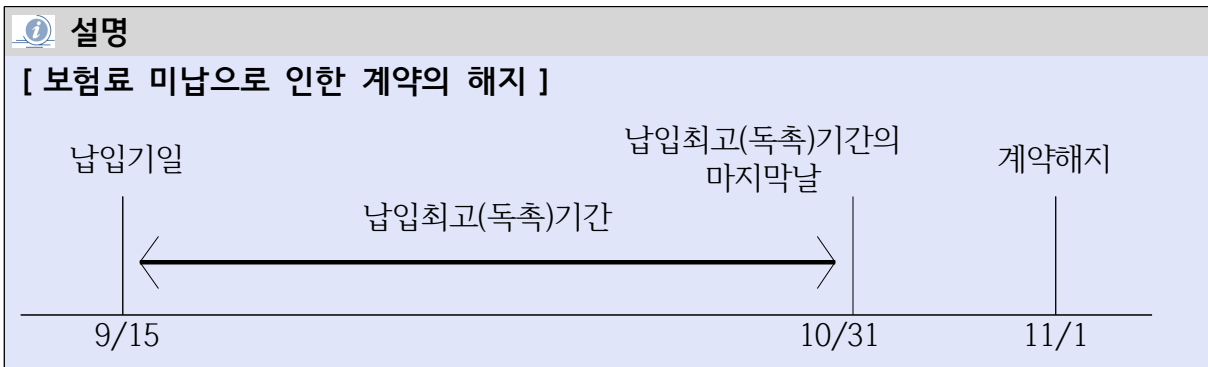 설명
[ 보험료 미납으로 인한 계약의 해지 ]
납입기일
납입최고(독촉)기간의
마지막날
계약해지
납입최고(독촉)기간
9/15
10/31
11/1